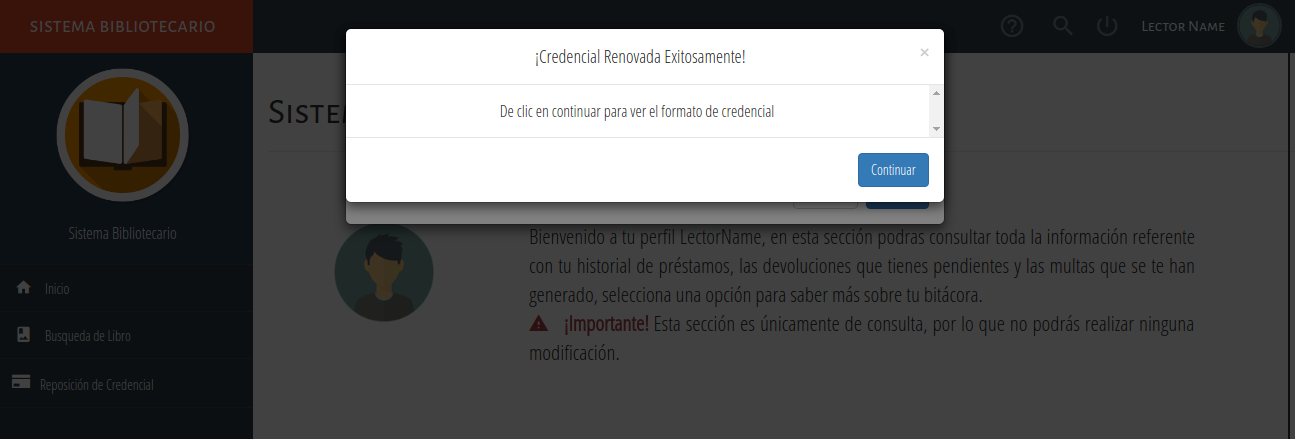 SISTEMA BIBLIOTECARIO
Lector Name
¡Credencial Renovada Exitosamente!
×
Sistem
De clic en continuar para ver el formato de credencial
Continuar
Sistema Bibliotecario
Bienvenido a tu perfil LectorName, en esta sección podras consultar toda la información referente
con tu historial de préstamos, las devoluciones que tienes pendientes y las multas que se te han
generado, selecciona una opción para saber más sobre tu bitácora.
¡Importante! Esta sección es únicamente de consulta, por lo que no podrás realizar ninguna
modificación.
Inicio
Busqueda de Libro
Reposición de Credencial